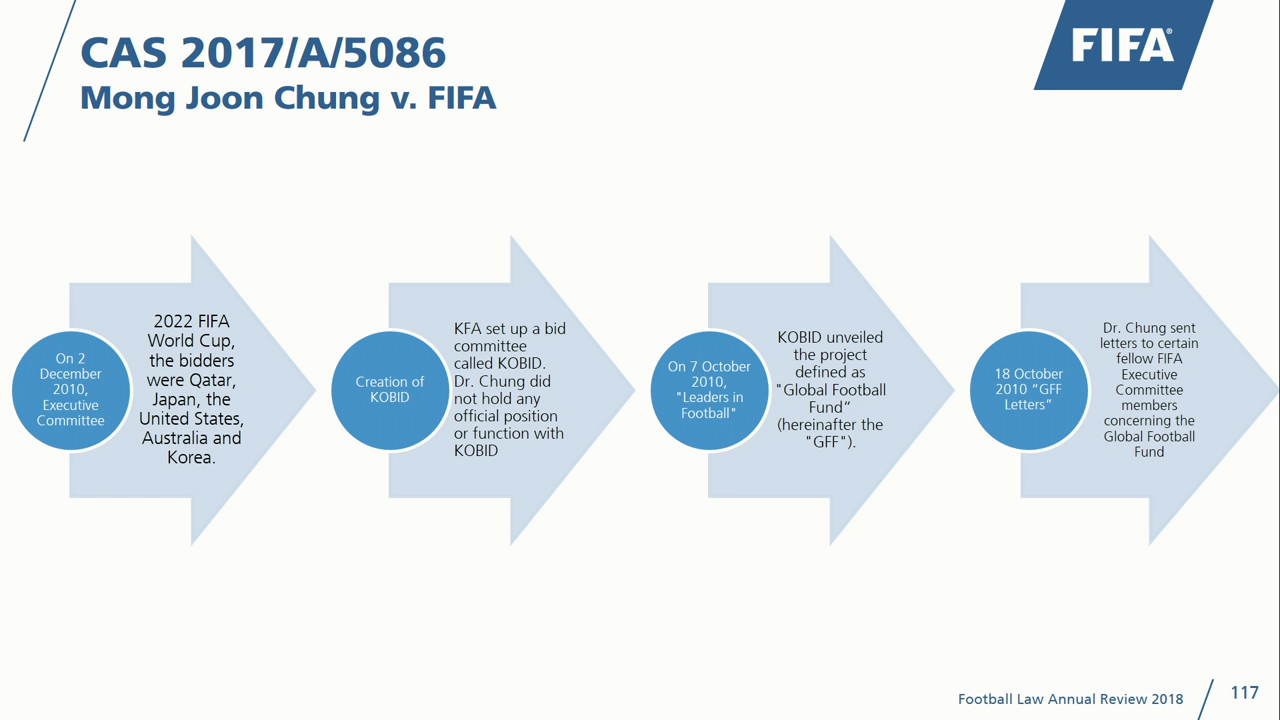 CAS 2017/A/5086
Mong Joon Chung v. FIFA
FIFA®
On 2
December
2010,
Executive
Committee
2022 FIFA
World Cup,
the bidders
were Qatar,
Japan, the
United States,
Australia and
Korea.
Creation of
KOBID
KFA set up a bid
committee
called KOBID.
Dr. Chung did
not hold any
official position
or function with
KOBID
On 7 October
2010,
"Leaders in
Football"
KOBID unveiled
the project
defined as
"Global Football
Fund“
(hereinafter the
"GFF").
18 October
2010 “GFF
Letters”
Dr. Chung sent
letters to certain
fellow FIFA
Executive
Committee
members
concerning the
Global Football
Fund
Football Law Annual Review 2018
117